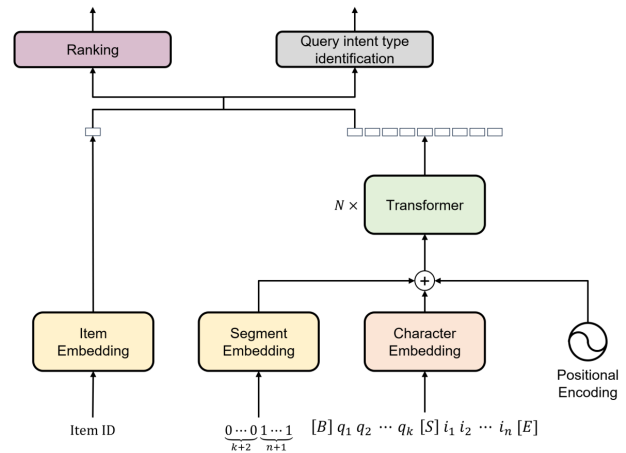 Ranking
Query intent type
identification
N ×
Transformer
+
Item
Embedding
Segment
Embedding
Character
Embedding
Positional
Encoding
Item ID
0 ⋯ 0 1 ⋯ 1
k+2 n+1
[B] q₁ q₂ ⋯ qₖ [S] i₁ i₂ ⋯ iₙ [E]